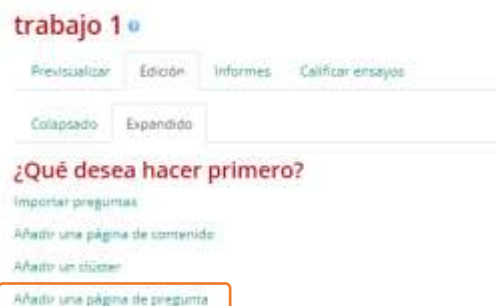 trabajo 1
Previsualizar Edición Informes Calificar ensayos
Colapsado Expandido
¿Qué desea hacer primero?
Importar preguntas
Añadir una página de contenido
Añadir un clúster
Añadir una página de pregunta